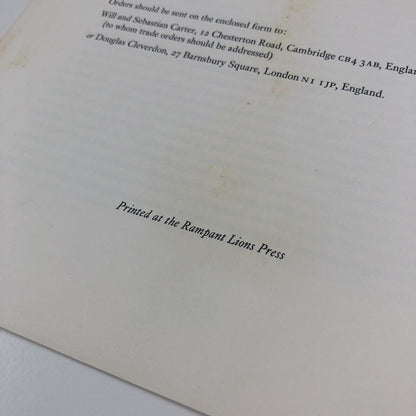 Orders should be sent on the enclosed form to:
Will and Sebastian Carter, 12 Chesterton Road, Cambridge CB4 3AB, England
(to whom trade orders should be addressed)
or Douglas Cleverdon, 27 Barnsbury Square, London N1 1JP, England.
Printed at the Rampant Lions Press